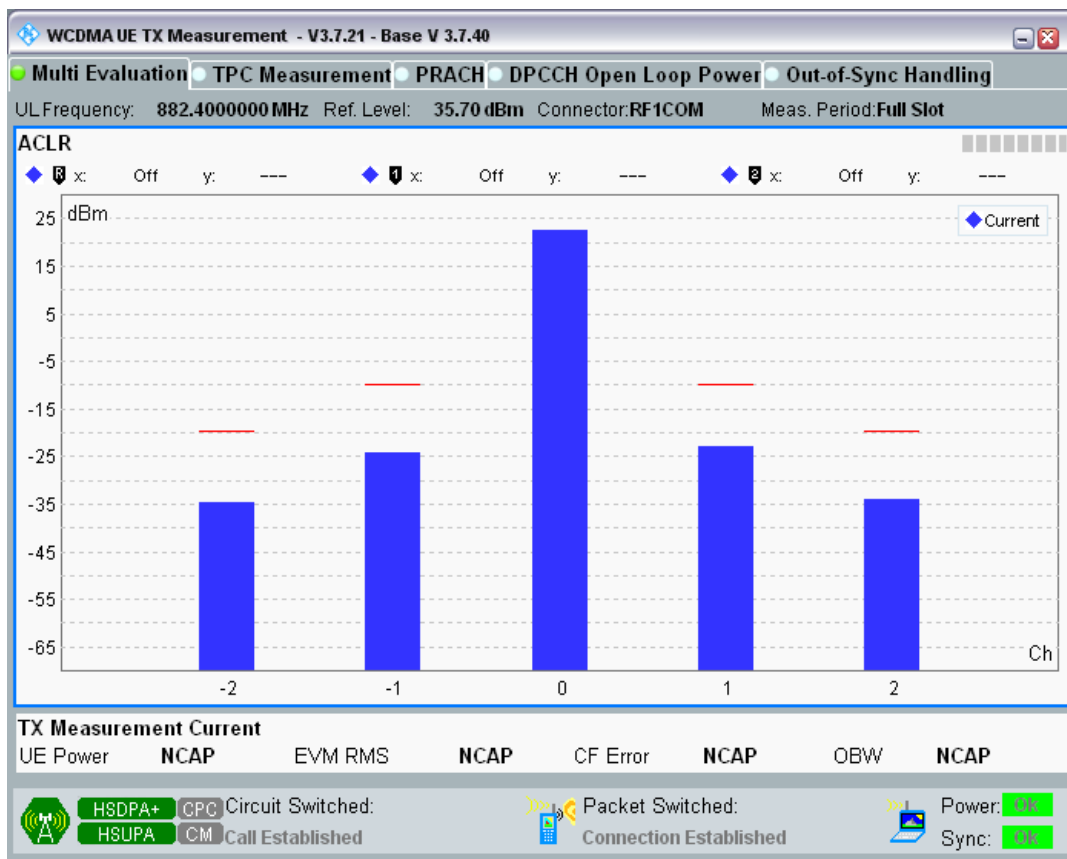 WCDMA UE TX Measurement - V3.7.21 - Base V 3.7.40
Multi Evaluation TPC Measurement PRACH DPCCH Open Loop Power Out-of-Sync Handling
UL Frequency: 882.4000000 MHz Ref. Level: 35.70 dBm Connector:RF1COM Meas. Period:Full Slot
ACLR
R x: Off y: --- 1 x: Off y: --- 2 x: Off y: ---
dBm
Current
25
15
5
-5
-15
-25
-35
-45
-55
-65
Ch
-2 -1 0 1 2
TX Measurement Current
UE Power NCAP EVM RMS NCAP CF Error NCAP OBW NCAP
HSDPA+ CPC Circuit Switched: Packet Switched: Power: OK
HSUPA CM Call Established Connection Established Sync: OK